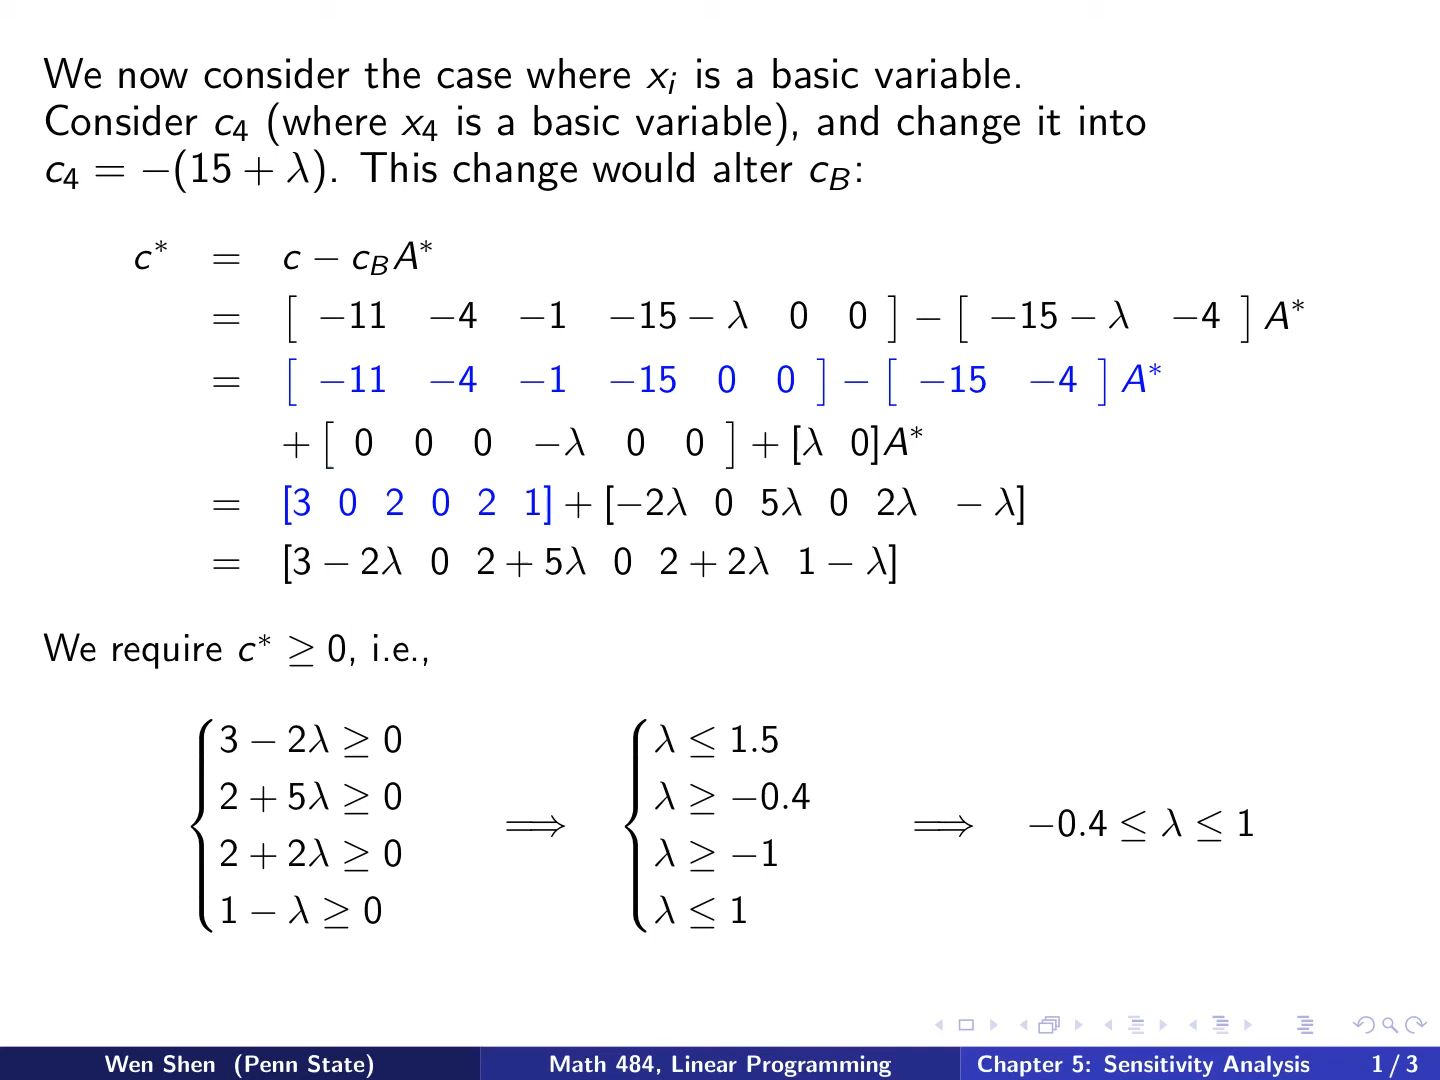 We now consider the case where xᵢ is a basic variable.
Consider c₄ (where x₄ is a basic variable), and change it into
c₄ = −(15 + λ). This change would alter c_B:
c* = c − c_B A*
= [ −11 −4 −1 −15 − λ 0 0 ] − [ −15 − λ −4 ] A*
= [ −11 −4 −1 −15 0 0 ] − [ −15 −4 ] A*
+ [ 0 0 0 −λ 0 0 ] + [λ 0]A*
= [3 0 2 0 2 1] + [−2λ 0 5λ 0 2λ − λ]
= [3 − 2λ 0 2 + 5λ 0 2 + 2λ 1 − λ]
We require c* ≥ 0, i.e.,
3 − 2λ ≥ 0
2 + 5λ ≥ 0
2 + 2λ ≥ 0
1 − λ ≥ 0
⟹
λ ≤ 1.5
λ ≥ −0.4
λ ≥ −1
λ ≤ 1
⟹ −0.4 ≤ λ ≤ 1
Wen Shen (Penn State) Math 484, Linear Programming Chapter 5: Sensitivity Analysis 1 / 3